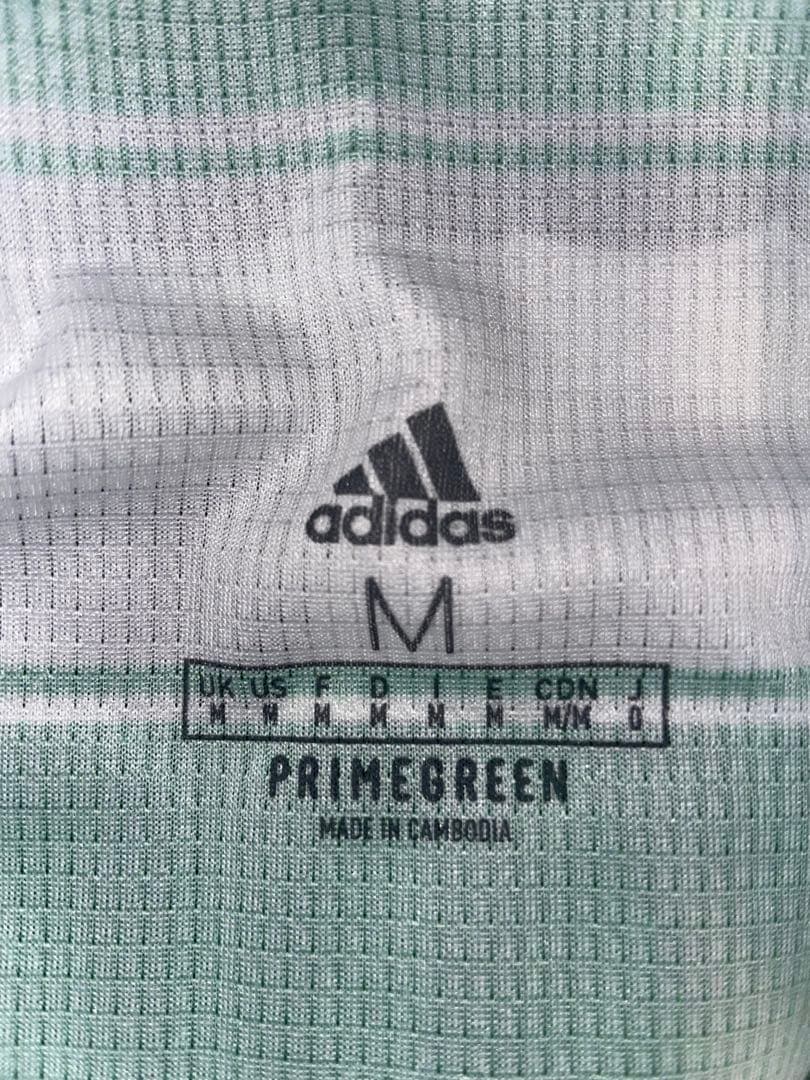 adidas
M
UK US F D I E CDN J
M M M M M M M/M O
PRIMEGREEN
MADE IN CAMBODIA